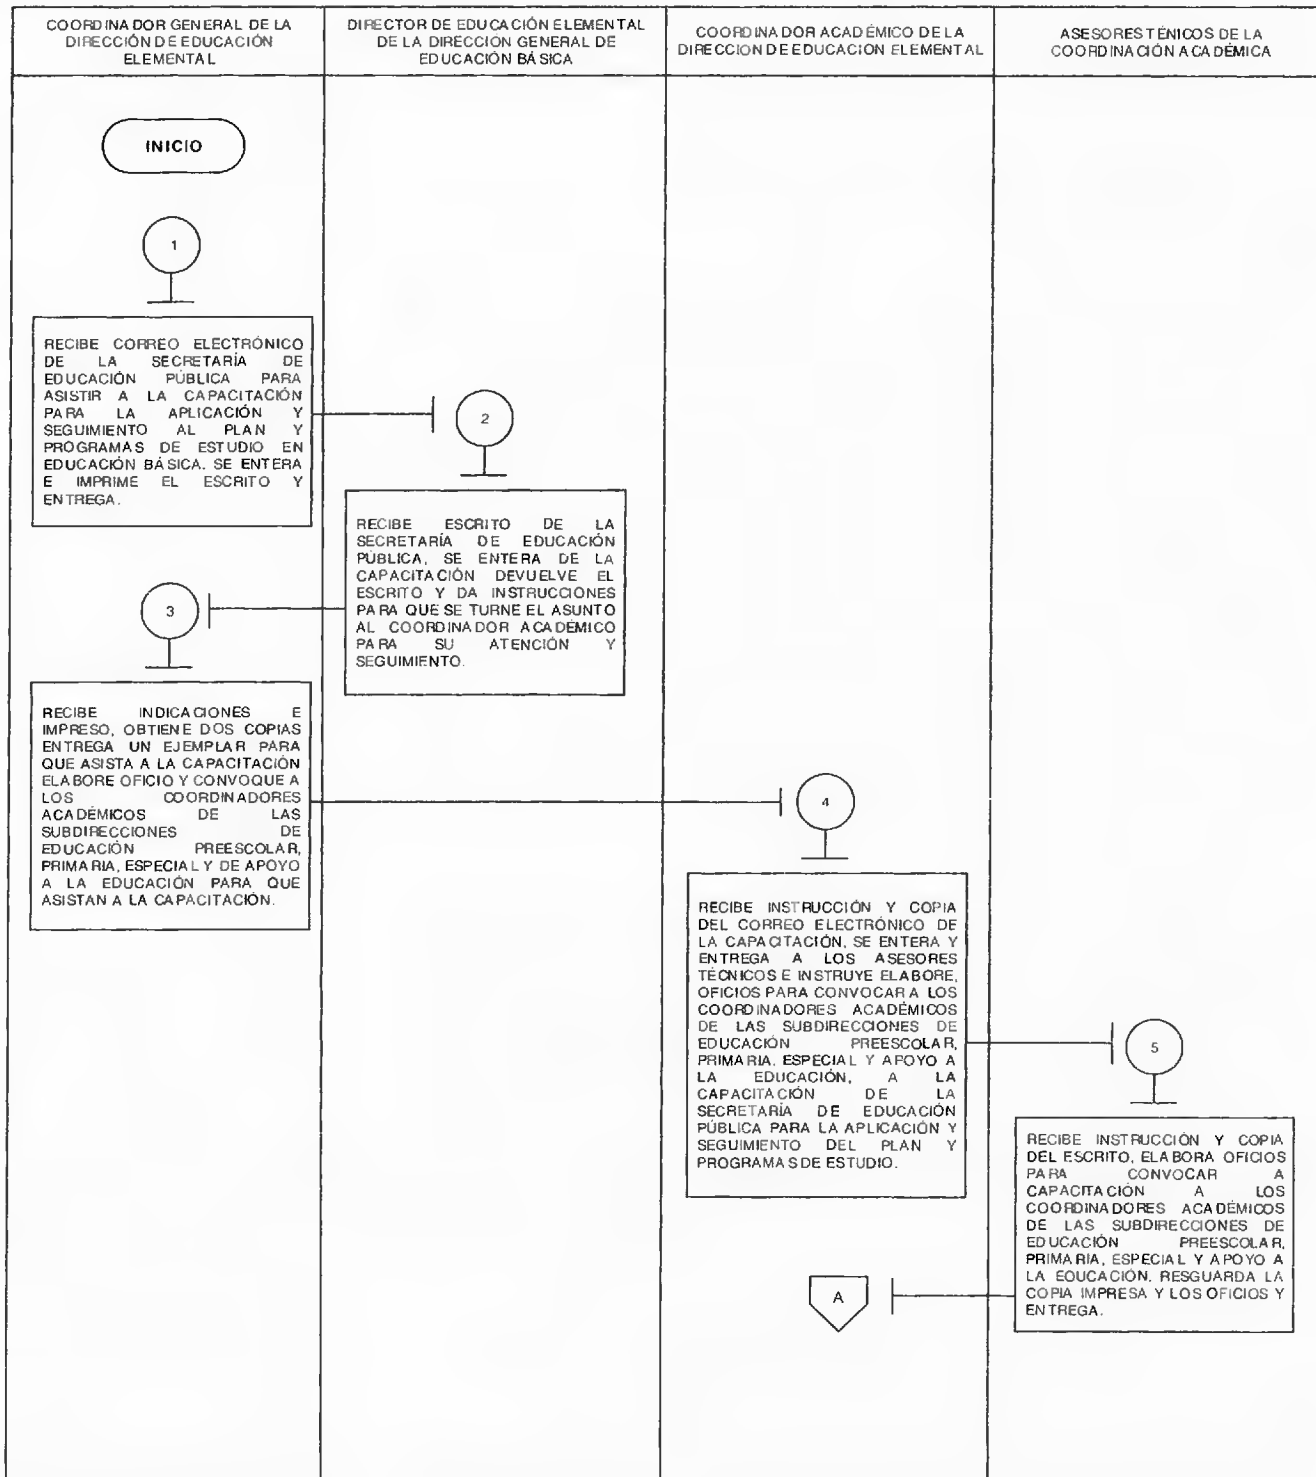 COORDINADOR GENERAL DE LA
DIRECCIÓN DE EDUCACIÓN
ELEMENTAL
DIRECTOR DE EDUCACIÓN ELEMENTAL
DE LA DIRECCIÓN GENERAL DE
EDUCACIÓN BÁSICA
COORDINADOR ACADÉMICO DE LA
DIRECCION DE EDUCACION ELEMENTAL
ASESORES TÉNICOS DE LA
COORDINACIÓN ACADÉMICA
INICIO
1
RECIBE CORREO ELECTRÓNICO
DE LA SECRETARÍA DE
EDUCACIÓN PÚBLICA PARA
ASISTIR A LA CAPACITACIÓN
PARA LA APLICACIÓN Y
SEGUIMIENTO AL PLAN Y
PROGRAMAS DE ESTUDIO EN
EDUCACIÓN BÁSICA. SE ENTERA
E IMPRIME EL ESCRITO Y
ENTREGA.
2
RECIBE ESCRITO DE LA
SECRETARÍA DE EDUCACIÓN
PÚBLICA, SE ENTERA DE LA
CAPACITACIÓN DEVUELVE EL
ESCRITO Y DA INSTRUCCIONES
PARA QUE SE TURNE EL ASUNTO
AL COORDINADOR ACADÉMICO
PARA SU ATENCIÓN Y
SEGUIMIENTO.
3
RECIBE INDICACIONES E
IMPRESO, OBTIENE DOS COPIAS
ENTREGA UN EJEMPLAR PARA
QUE ASISTA A LA CAPACITACIÓN
ELABORE OFICIO Y CONVOQUE A
LOS COORDINADORES
ACADÉMICOS DE LAS
SUBDIRECCIONES DE
EDUCACIÓN PREESCOLAR,
PRIMARIA, ESPECIAL Y DE APOYO
A LA EDUCACIÓN PARA QUE
ASISTAN A LA CAPACITACIÓN.
4
RECIBE INSTRUCCIÓN Y COPIA
DEL CORREO ELECTRÓNICO DE
LA CAPACITACIÓN, SE ENTERA Y
ENTREGA A LOS ASESORES
TÉCNICOS E INSTRUYE ELABORE,
OFICIOS PARA CONVOCAR A LOS
COORDINADORES ACADÉMICOS
DE LAS SUBDIRECCIONES DE
EDUCACIÓN PREESCOLAR,
PRIMARIA, ESPECIAL Y APOYO A
LA EDUCACIÓN, A LA
CAPACITACIÓN DE LA
SECRETARÍA DE EDUCACIÓN
PÚBLICA PARA LA APLICACIÓN Y
SEGUIMIENTO DEL PLAN Y
PROGRAMAS DE ESTUDIO.
5
RECIBE INSTRUCCIÓN Y COPIA
DEL ESCRITO, ELABORA OFICIOS
PARA CONVOCAR A
CAPACITACIÓN A LOS
COORDINADORES ACADÉMICOS
DE LAS SUBDIRECCIONES DE
EDUCACIÓN PREESCOLAR,
PRIMARIA, ESPECIAL Y APOYO A
LA EDUCACIÓN. RESGUARDA LA
COPIA IMPRESA Y LOS OFICIOS Y
ENTREGA.
A